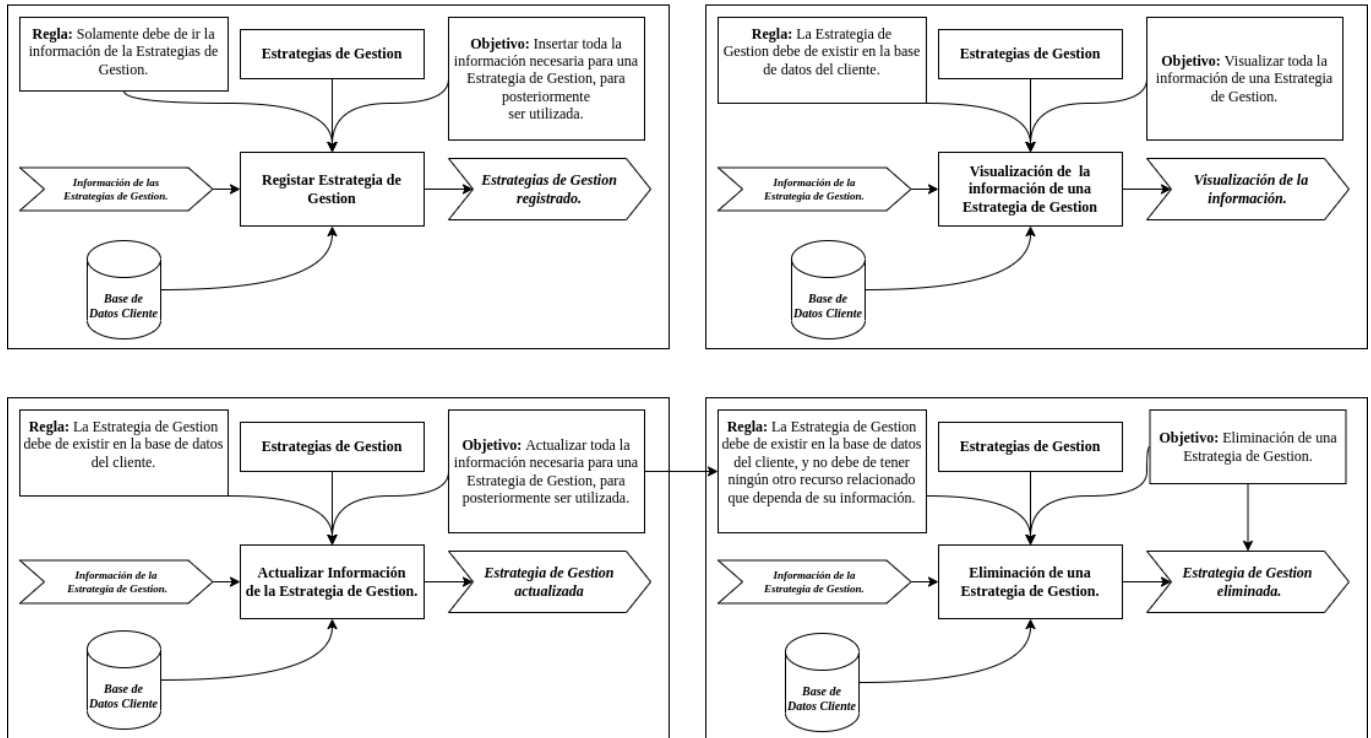 Regla: Solamente debe de ir la
información de la Estrategias de
Gestion.
Estrategias de Gestion
Objetivo: Insertar toda la
información necesaria para una
Estrategia de Gestión, para
posteriormente
ser utilizada.
Información de las
Estrategias de Gestion.
Registar Estrategia de
Gestion
Estrategias de Gestion
registrado.
Base de
Datos Cliente
Regla: La Estrategia de
Gestion debe de existir en la base
de datos del cliente.
Estrategias de Gestion
Objetivo: Visualizar toda la
información de una Estrategia
de Gestion.
Información de la
Estrategia de Gestion.
Visualización de la
información de una
Estrategia de Gestion
Visualización de la
información.
Base de
Datos Cliente
Regla: La Estrategia de Gestion
debe de existir en la base de datos
del cliente.
Estrategias de Gestion
Objetivo: Actualizar toda la
información necesaria para una
Estrategia de Gestion, para
posteriormente ser utilizada.
Información de la
Estrategia de Gestion.
Actualizar Información
de la Estrategia de Gestion.
Estrategia de Gestion
actualizada
Base de
Datos Cliente
Regla: La Estrategia de Gestion
debe de existir en la base de datos
del cliente, y no debe de tener
ningún otro recurso relacionado
que dependa de su información.
Estrategias de Gestion
Objetivo: Eliminación de una
Estrategia de Gestion.
Información de la
Estrategia de Gestion.
Eliminación de una
Estrategia de Gestion.
Estrategia de Gestion
eliminada.
Base de
Datos Cliente